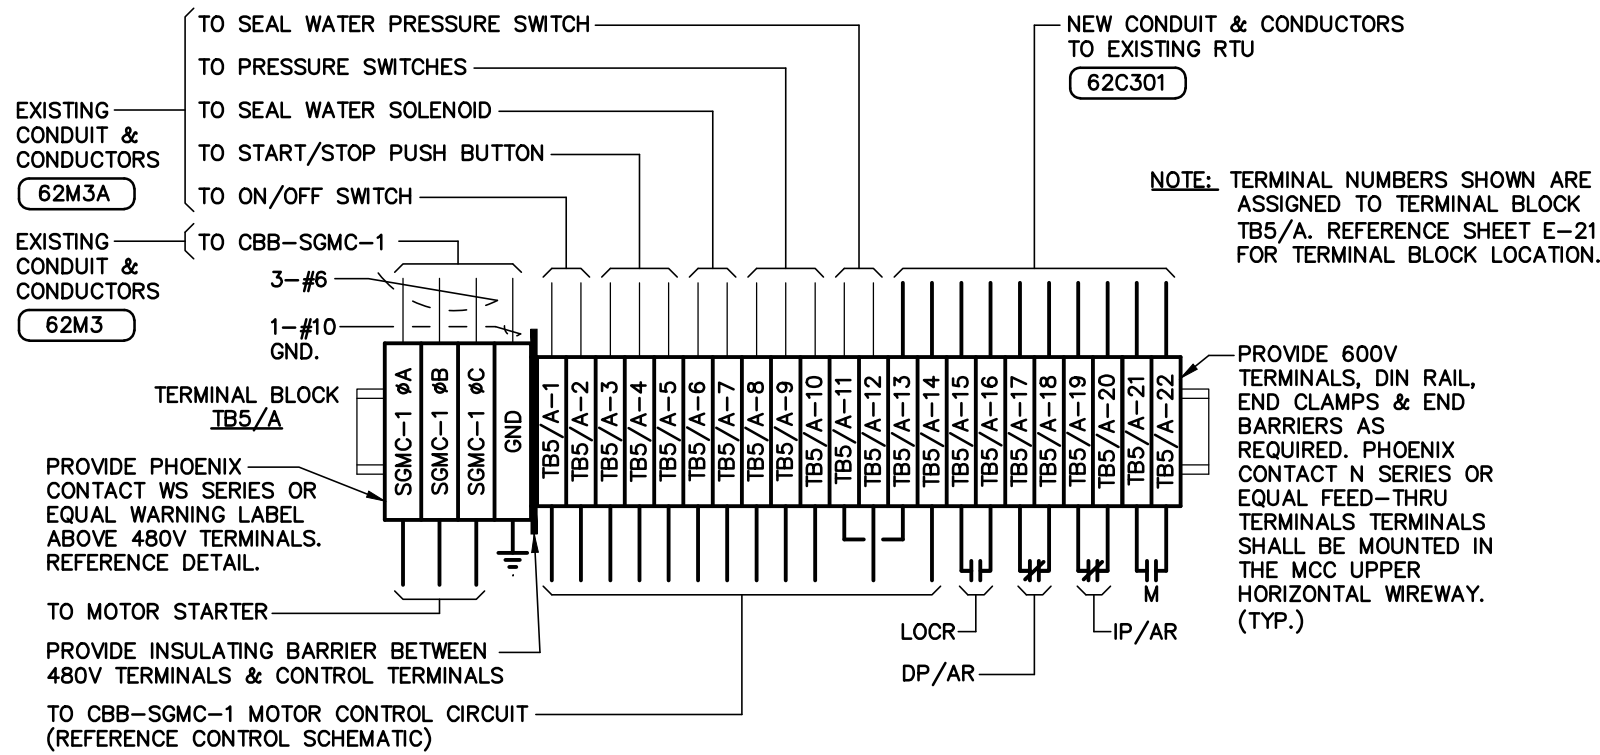 TO SEAL WATER PRESSURE SWITCH
TO PRESSURE SWITCHES
TO SEAL WATER SOLENOID
TO START/STOP PUSH BUTTON
TO ON/OFF SWITCH
EXISTING
CONDUIT &
CONDUCTORS
62M3A
EXISTING
CONDUIT &
CONDUCTORS
62M3
TO CBB-SGMC-1
3-#6
1-#10
GND.
NEW CONDUIT & CONDUCTORS
TO EXISTING RTU
62C301
NOTE: TERMINAL NUMBERS SHOWN ARE
ASSIGNED TO TERMINAL BLOCK
TB5/A. REFERENCE SHEET E-21
FOR TERMINAL BLOCK LOCATION.
TERMINAL BLOCK
TB5/A
SGMC-1 øA
SGMC-1 øB
SGMC-1 øC
GND
TB5/A-1
TB5/A-2
TB5/A-3
TB5/A-4
TB5/A-5
TB5/A-6
TB5/A-7
TB5/A-8
TB5/A-9
TB5/A-10
TB5/A-11
TB5/A-12
TB5/A-13
TB5/A-14
TB5/A-15
TB5/A-16
TB5/A-17
TB5/A-18
TB5/A-19
TB5/A-20
TB5/A-21
TB5/A-22
PROVIDE 600V
TERMINALS, DIN RAIL,
END CLAMPS & END
BARRIERS AS
REQUIRED. PHOENIX
CONTACT N SERIES OR
EQUAL FEED-THRU
TERMINALS TERMINALS
SHALL BE MOUNTED IN
THE MCC UPPER
HORIZONTAL WIREWAY.
(TYP.)
PROVIDE PHOENIX
CONTACT WS SERIES OR
EQUAL WARNING LABEL
ABOVE 480V TERMINALS.
REFERENCE DETAIL.
TO MOTOR STARTER
PROVIDE INSULATING BARRIER BETWEEN
480V TERMINALS & CONTROL TERMINALS
TO CBB-SGMC-1 MOTOR CONTROL CIRCUIT
(REFERENCE CONTROL SCHEMATIC)
LOCR
DP/AR
IP/AR
M